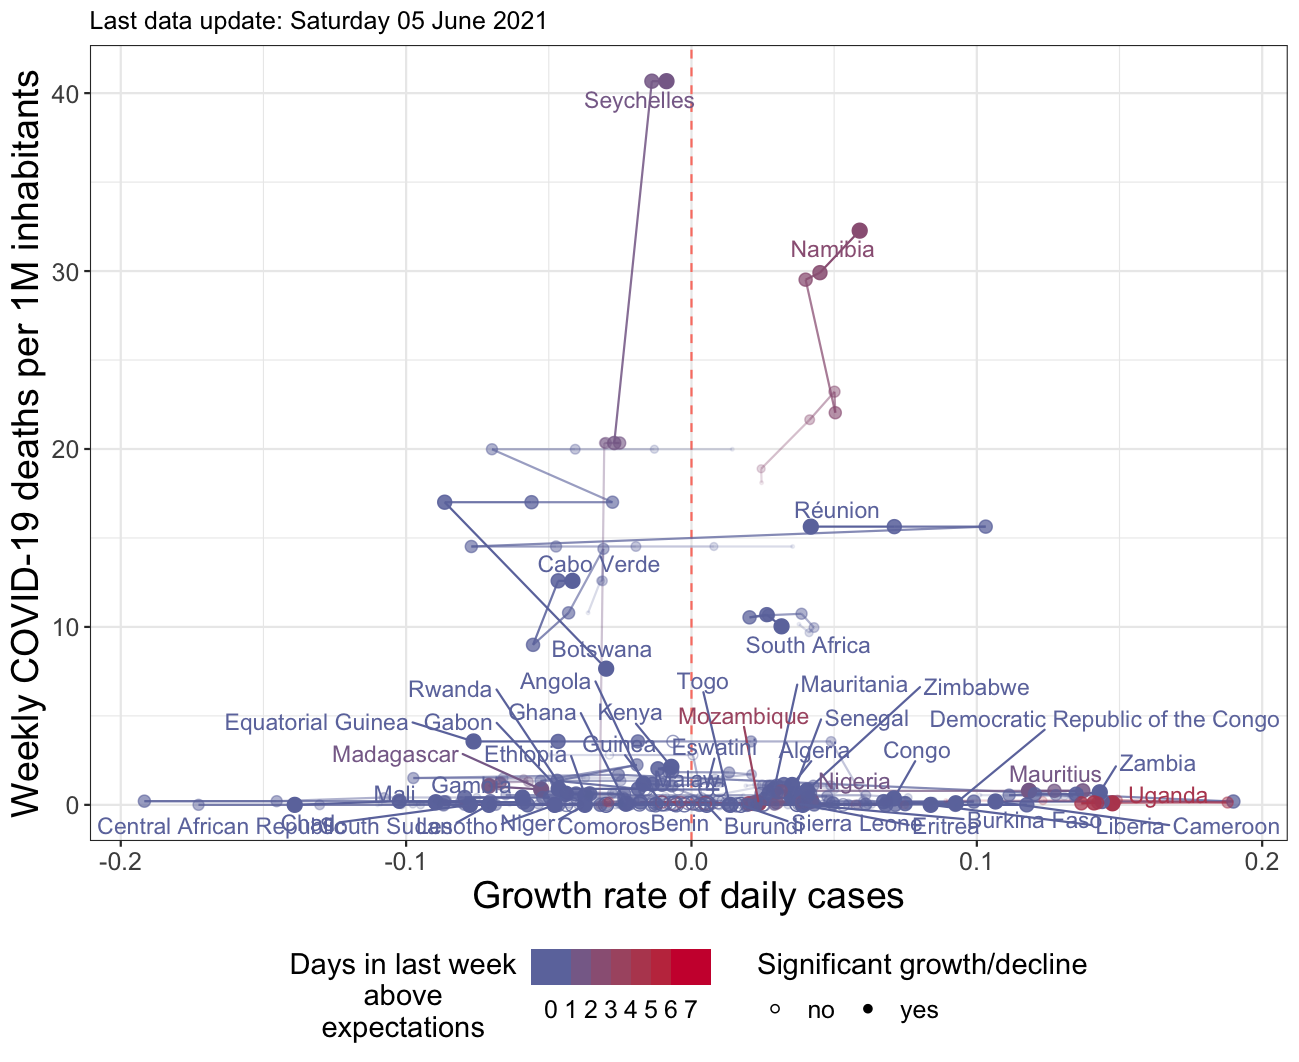 Last data update: Saturday 05 June 2021
Weekly COVID-19 deaths per 1M inhabitants
40
30
20
10
0
Seychelles
Namibia
Réunion
Cabo Verde
South Africa
Botswana
Angola
Togo
Mauritania
Zimbabwe
Rwanda
Ghana
Kenya
Mozambique
Senegal
Democratic Republic of the Congo
Equatorial Guinea
Gabon
Guinea
Eswatini
Algeria
Congo
Madagascar
Ethiopia
Zambia
Mauritius
Malawi
Nigeria
Mali
Gambia
Uganda
Central African Republic
Chad
South Sudan
Lesotho
Niger
Comoros
Benin
Burundi
Sierra Leone
Eritrea
Burkina Faso
Liberia
Cameroon
-0.2
-0.1
0.0
0.1
0.2
Growth rate of daily cases
Days in last week
above
expectations
0 1 2 3 4 5 6 7
Significant growth/decline
no
yes